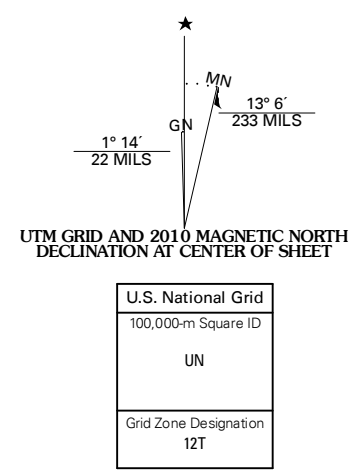 MN
13° 6´
233 MILS
GN
1° 14´
22 MILS
UTM GRID AND 2010 MAGNETIC NORTH
DECLINATION AT CENTER OF SHEET
U.S. National Grid
100,000-m Square ID
UN
Grid Zone Designation
12T